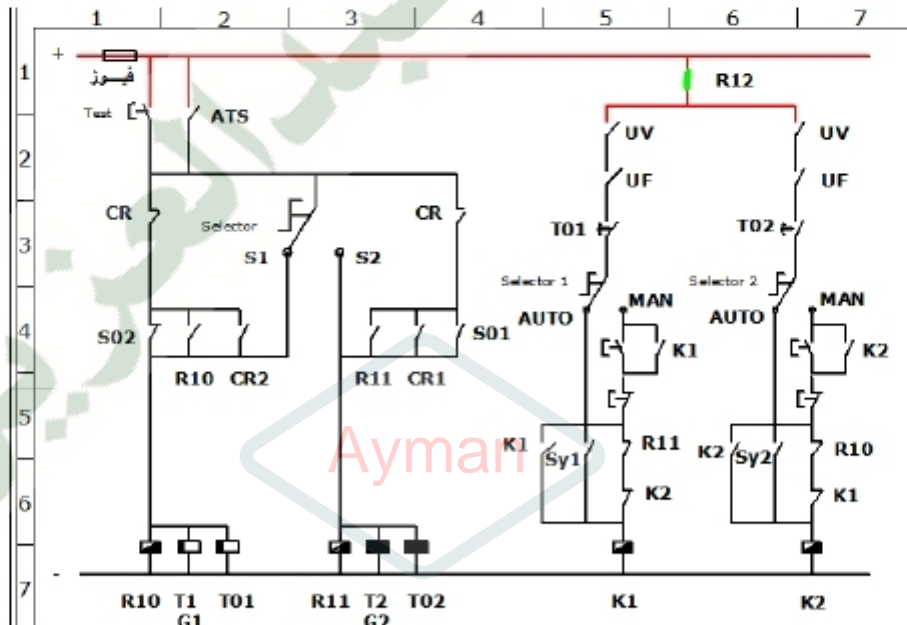 1 2 3 4 5 6 7
+
1
فيوز
R12
Test
ATS
UV
UV
2
UF
UF
CR
Selector
CR
T01
T02
3
S1
S2
Selector 1
Selector 2
MAN
MAN
AUTO
AUTO
4
S02
S01
K1
K2
R10 CR2
R11 CR1
5
K1
Sy1
R11
K2
Sy2
R10
Ayman
6
K2
K1
7
-
R10 T1 T01
R11 T2 T02
K1
K2
G1
G2